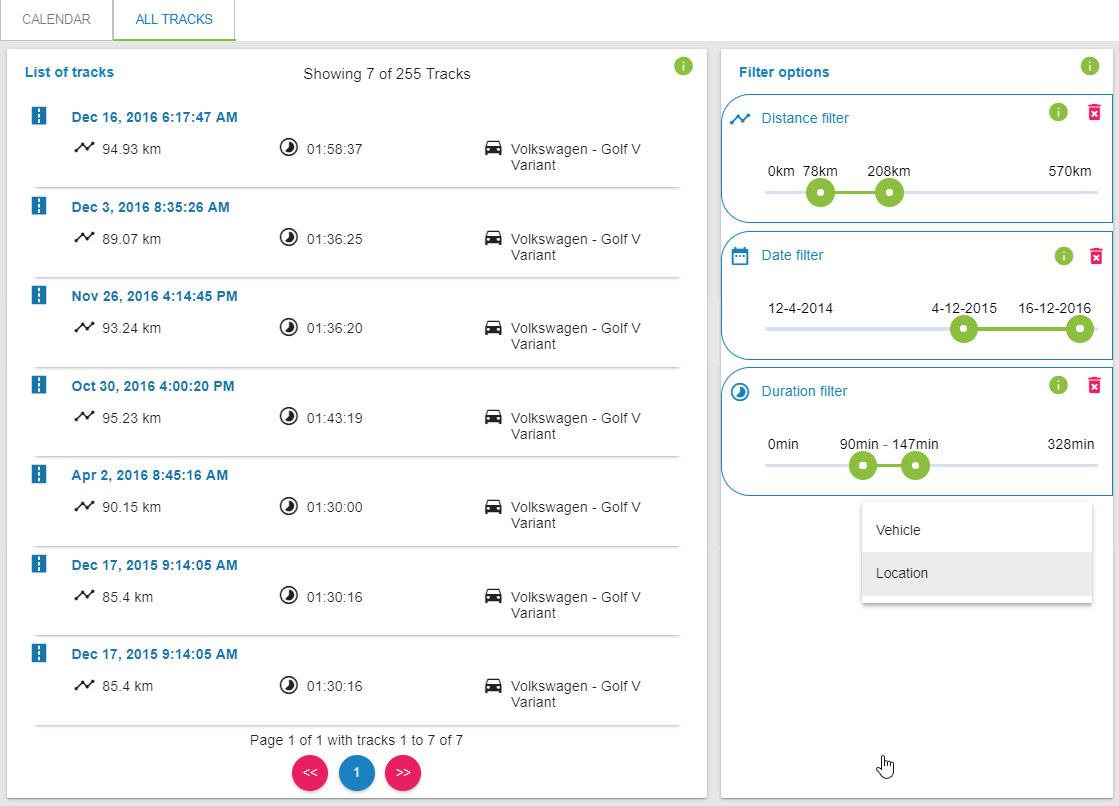 CALENDAR
ALL TRACKS
List of tracks
Showing 7 of 255 Tracks
Dec 16, 2016 6:17:47 AM
94.93 km
01:58:37
Volkswagen - Golf V
Variant
Dec 3, 2016 8:35:26 AM
89.07 km
01:36:25
Volkswagen - Golf V
Variant
Nov 26, 2016 4:14:45 PM
93.24 km
01:36:20
Volkswagen - Golf V
Variant
Oct 30, 2016 4:00:20 PM
95.23 km
01:43:19
Volkswagen - Golf V
Variant
Apr 2, 2016 8:45:16 AM
90.15 km
01:30:00
Volkswagen - Golf V
Variant
Dec 17, 2015 9:14:05 AM
85.4 km
01:30:16
Volkswagen - Golf V
Variant
Dec 17, 2015 9:14:05 AM
85.4 km
01:30:16
Volkswagen - Golf V
Variant
Page 1 of 1 with tracks 1 to 7 of 7
<< 1 >>
Filter options
Distance filter
0km 78km 208km 570km
Date filter
12-4-2014 4-12-2015 16-12-2016
Duration filter
0min 90min - 147min 328min
Vehicle
Location